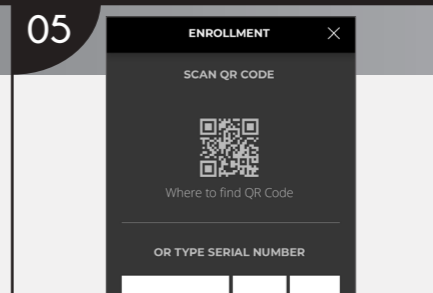 05
ENROLLMENT
SCAN QR CODE
Where to find QR Code
OR TYPE SERIAL NUMBER